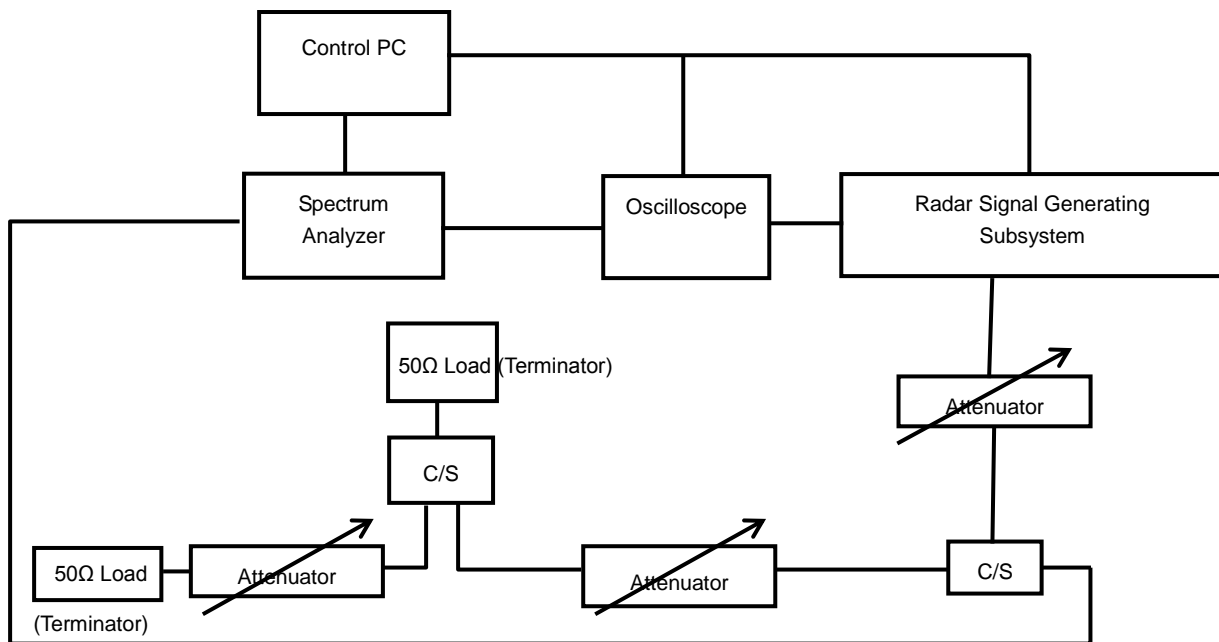 Control PC
Spectrum
Analyzer
Oscilloscope
Radar Signal Generating
Subsystem
50Ω Load (Terminator)
Attenuator
C/S
50Ω Load
(Terminator)
Attenuator
Attenuator
C/S